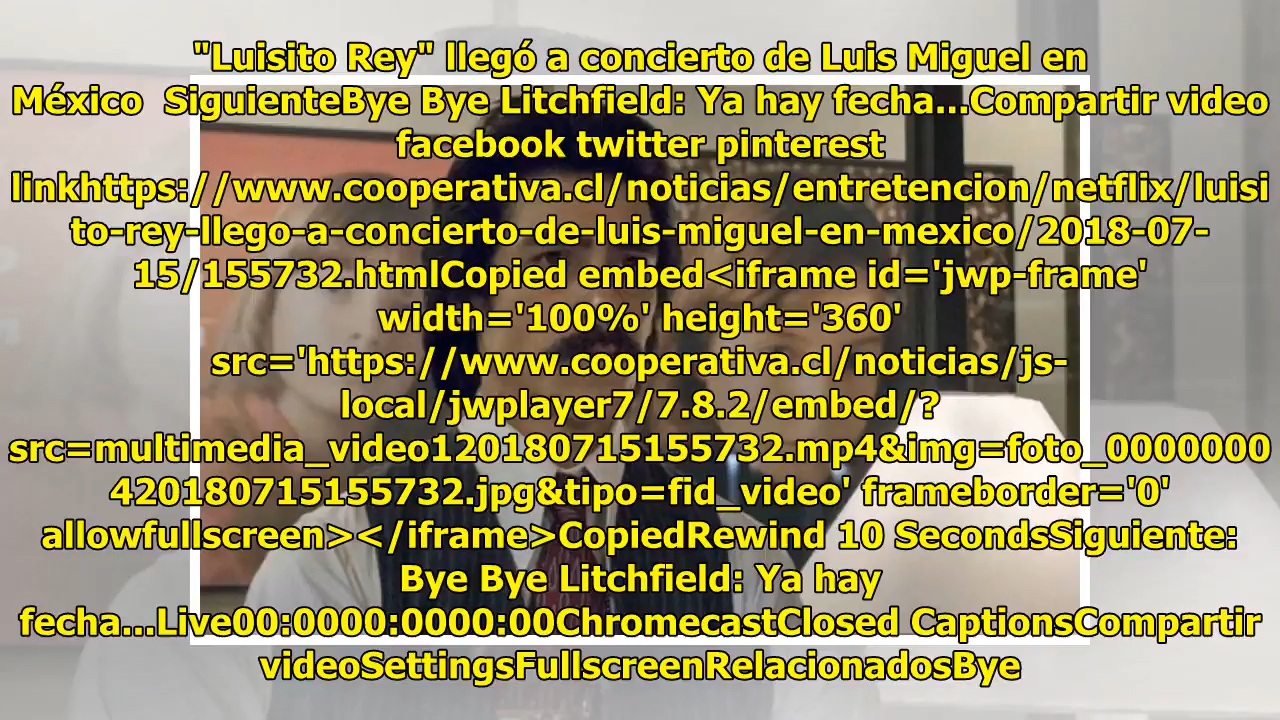 "Luisito Rey" llegó a concierto de Luis Miguel en
México  SiguienteBye Bye Litchfield: Ya hay fecha...Compartir video
facebook twitter pinterest
linkhttps://www.cooperativa.cl/noticias/entretencion/netflix/luisi
to-rey-llego-a-concierto-de-luis-miguel-en-mexico/2018-07-
15/155732.htmlCopied embed<iframe id='jwp-frame'
width='100%' height='360'
src='https://www.cooperativa.cl/noticias/js-
local/jwplayer7/7.8.2/embed/?
src=multimedia_video120180715155732.mp4&img=foto_0000000
420180715155732.jpg&tipo=fid_video' frameborder='0'
allowfullscreen></iframe>CopiedRewind 10 SecondsSiguiente:
Bye Bye Litchfield: Ya hay
fecha...Live00:0000:0000:00ChromecastClosed CaptionsCompartir
videoSettingsFullscreenRelacionadosBye